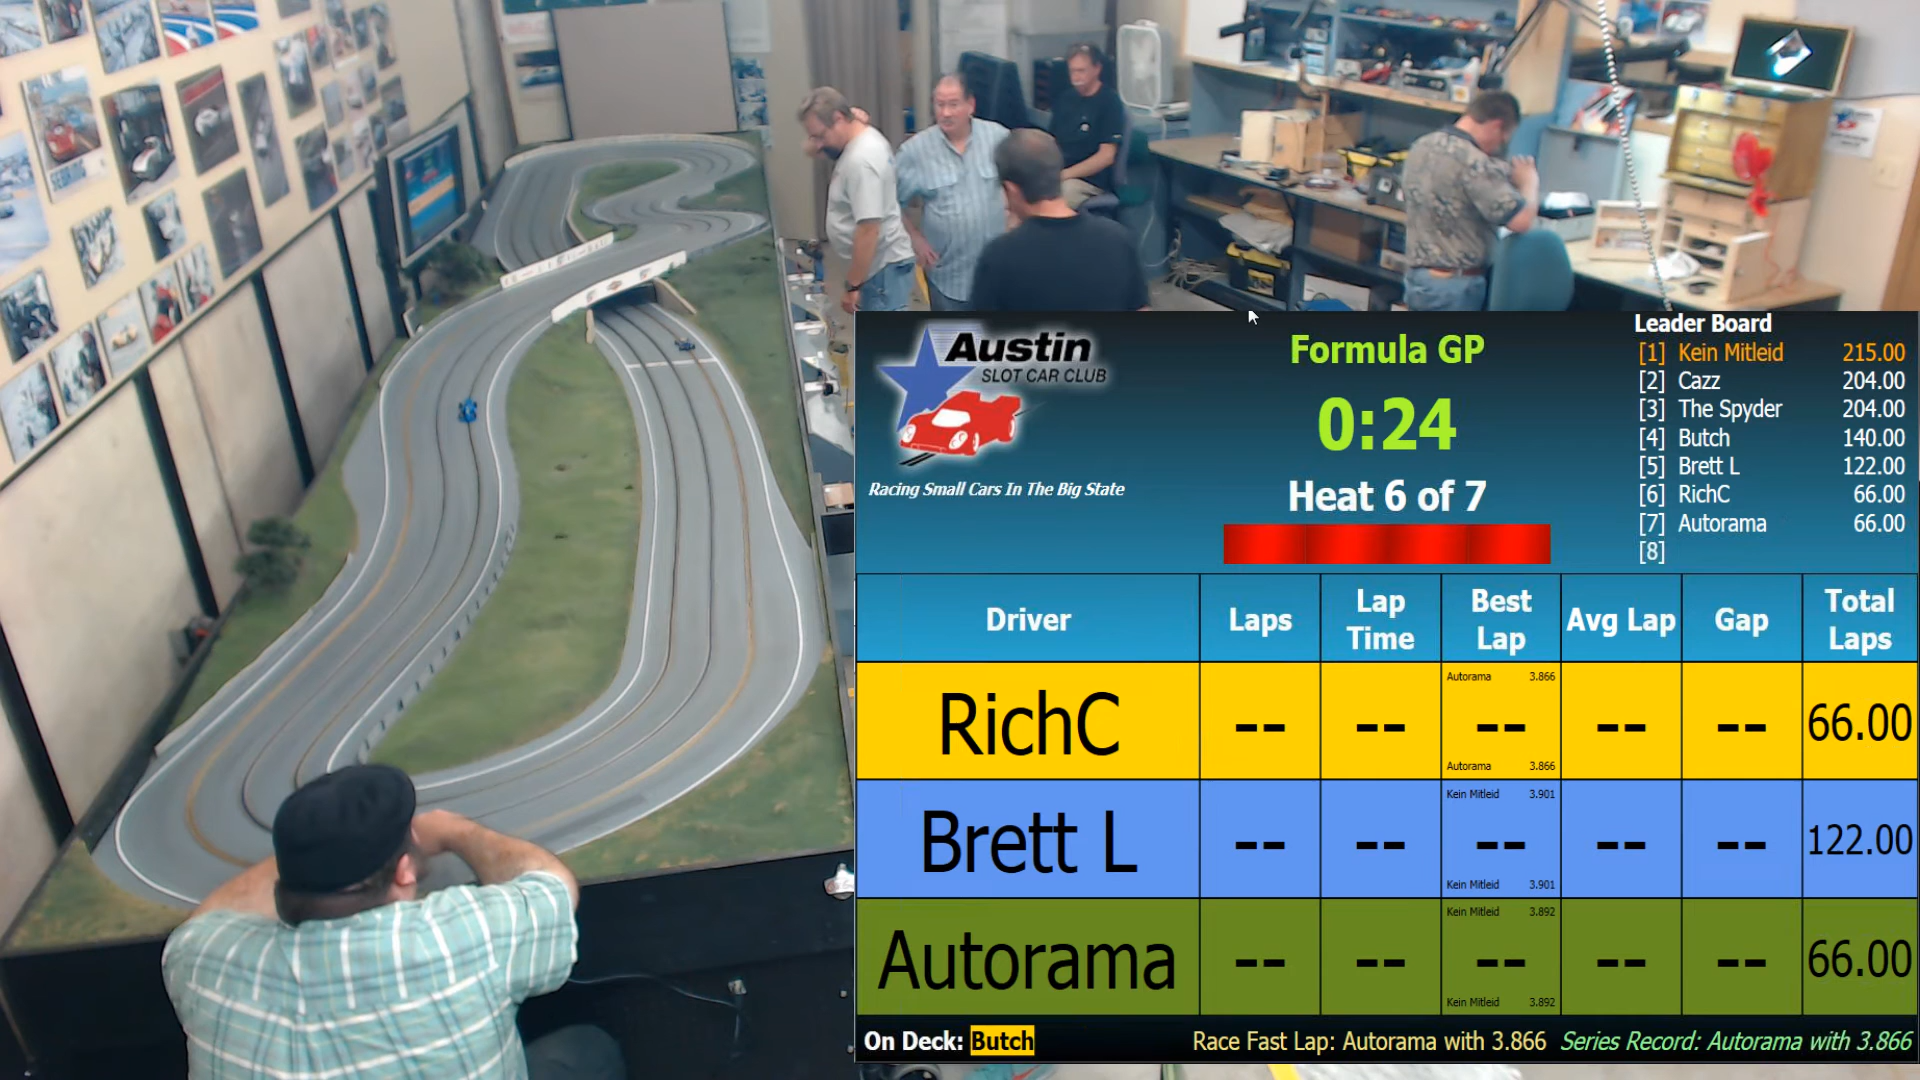 SEBRING
Austin
SLOT CAR CLUB
Racing Small Cars In The Big State
Formula GP
0:24
Heat 6 of 7
Leader Board
[1] Kein Mitleid 215.00
[2] Cazz 204.00
[3] The Spyder 204.00
[4] Butch 140.00
[5] Brett L 122.00
[6] RichC 66.00
[7] Autorama 66.00
[8]
Driver Laps Lap Time Best Lap Avg Lap Gap Total Laps
Autorama 3.866
RichC -- -- -- -- -- 66.00
Autorama 3.866
Kein Mitleid 3.901
Brett L -- -- -- -- -- 122.00
Kein Mitleid 3.901
Kein Mitleid 3.892
Autorama -- -- -- -- -- 66.00
Kein Mitleid 3.892
On Deck: Butch Race Fast Lap: Autorama with 3.866 Series Record: Autorama with 3.866